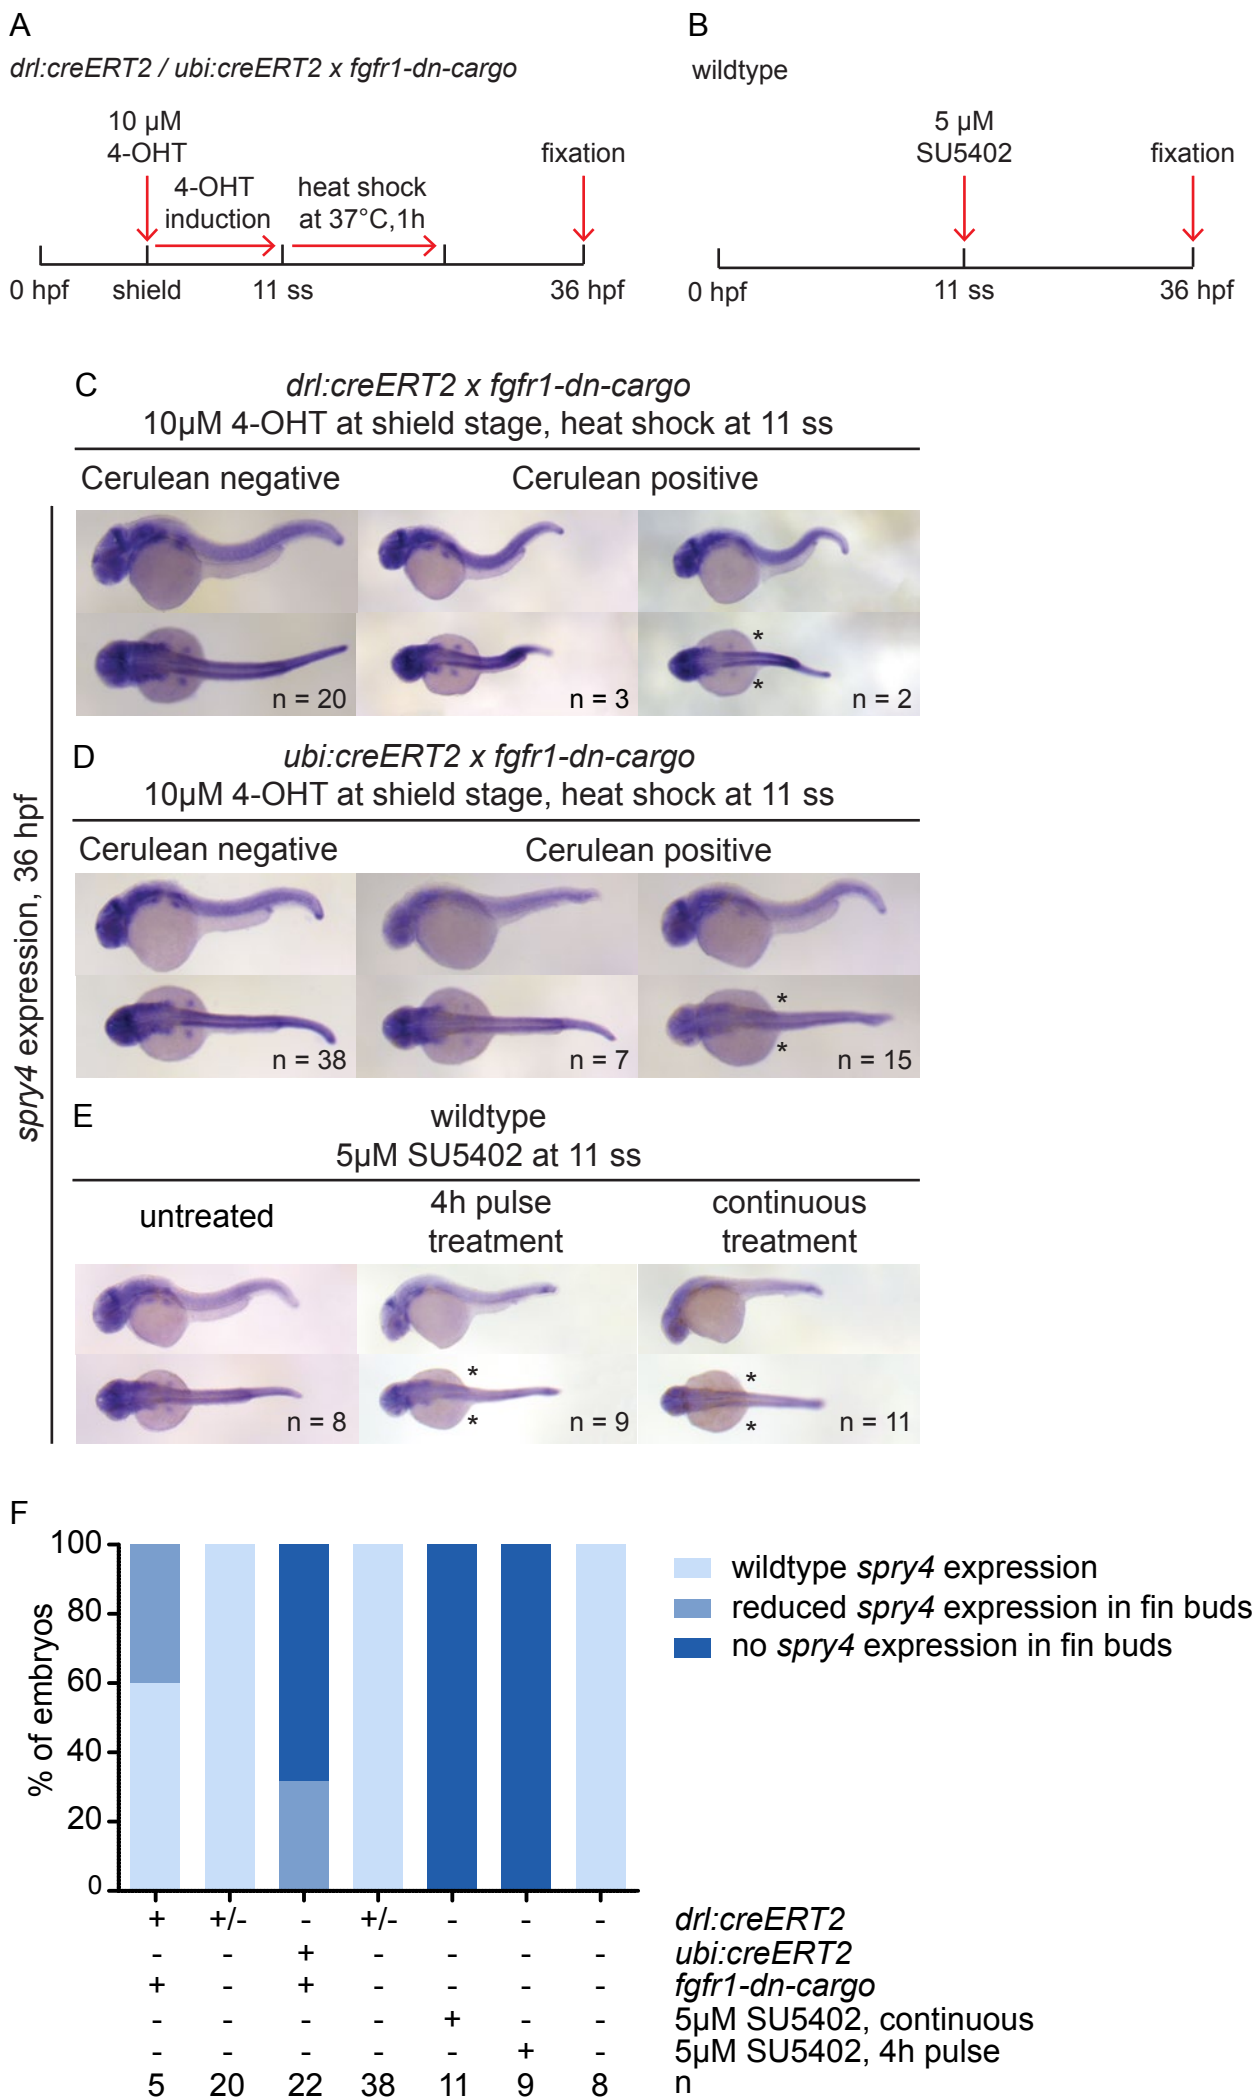 A
drl:creERT2 / ubi:creERT2 x fgfr1-dn-cargo
10 µM
4-OHT
4-OHT
induction
heat shock
at 37°C,1h
fixation
0 hpf
shield
11 ss
36 hpf
B
wildtype
5 µM
SU5402
fixation
0 hpf
11 ss
36 hpf
spry4 expression, 36 hpf
C
drl:creERT2 x fgfr1-dn-cargo
10µM 4-OHT at shield stage, heat shock at 11 ss
Cerulean negative
Cerulean positive
*
*
n = 20
n = 3
n = 2
D
ubi:creERT2 x fgfr1-dn-cargo
10µM 4-OHT at shield stage, heat shock at 11 ss
Cerulean negative
Cerulean positive
*
*
n = 38
n = 7
n = 15
E
wildtype
5µM SU5402 at 11 ss
untreated
4h pulse
treatment
continuous
treatment
*
*
*
*
n = 8
n = 9
n = 11
F
% of embryos
100
80
60
40
20
0
wildtype spry4 expression
reduced spry4 expression in fin buds
no spry4 expression in fin buds
+ +/- - +/- - - - drl:creERT2
- - + - - - - ubi:creERT2
+ - + - - - - fgfr1-dn-cargo
- - - - + - - 5µM SU5402, continuous
- - - - - + - 5µM SU5402, 4h pulse
5 20 22 38 11 9 8 n